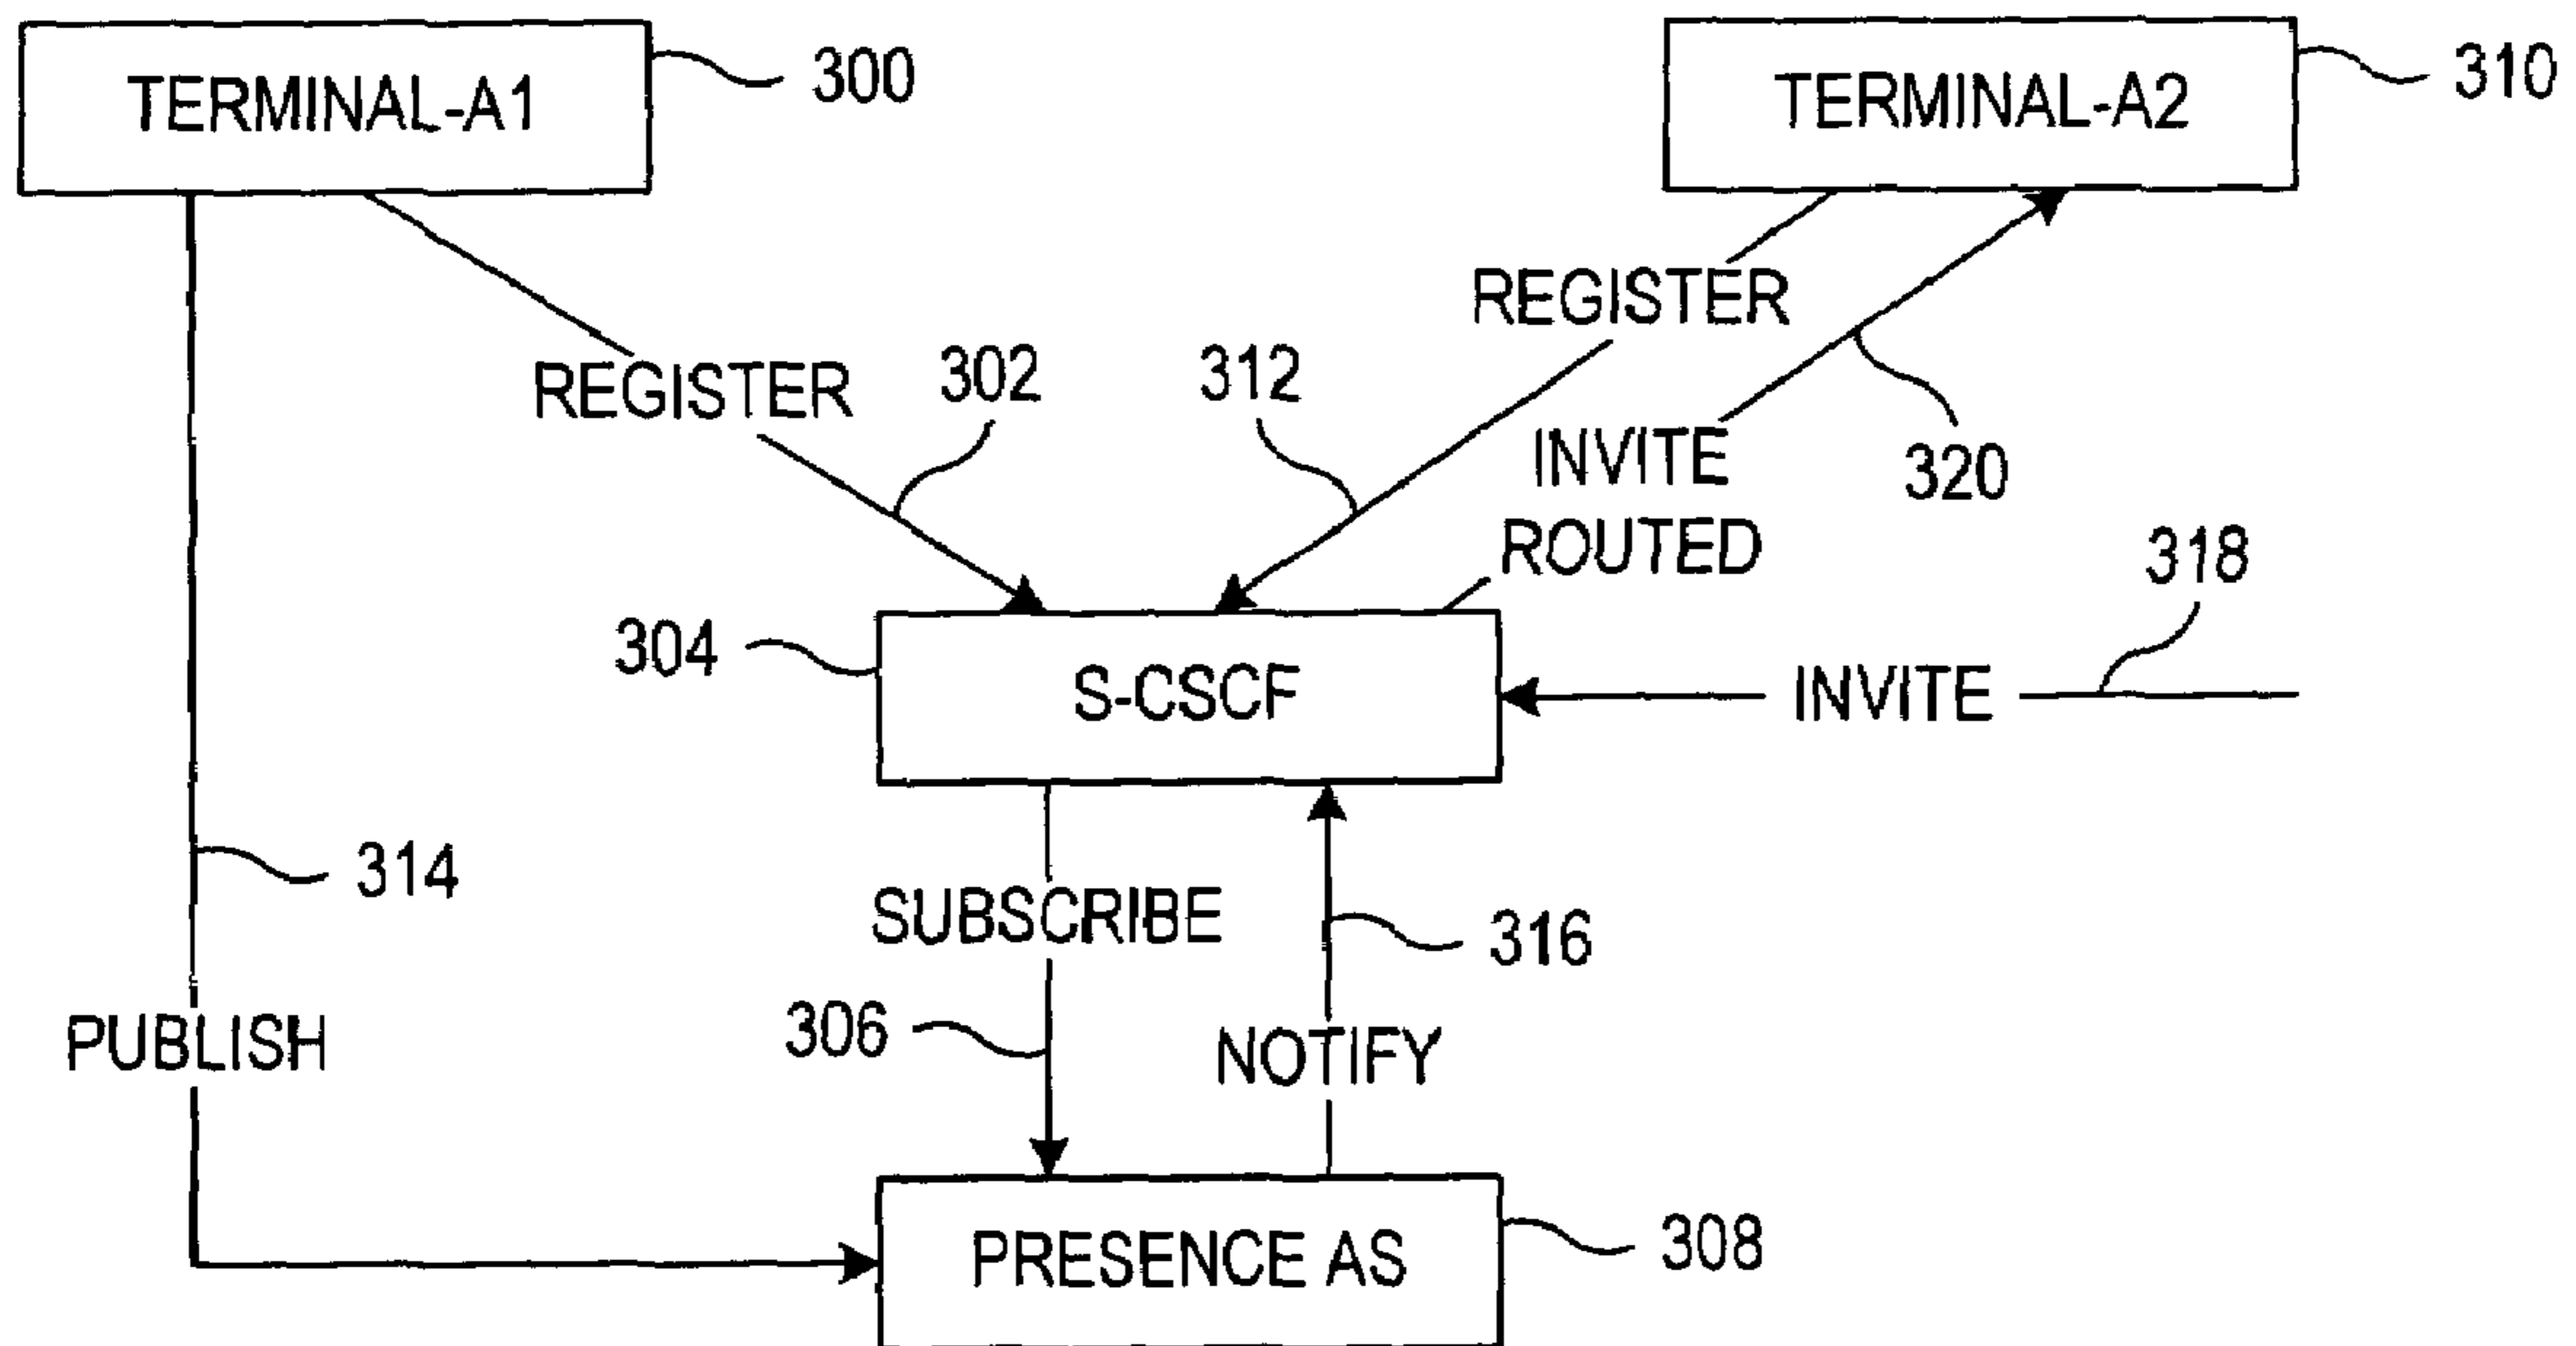 TERMINAL-A1
300
TERMINAL-A2
310
REGISTER
302
312
REGISTER
INVITE
ROUTED
320
318
304
S-CSCF
INVITE
314
SUBSCRIBE
316
306
NOTIFY
PUBLISH
PRESENCE AS
308